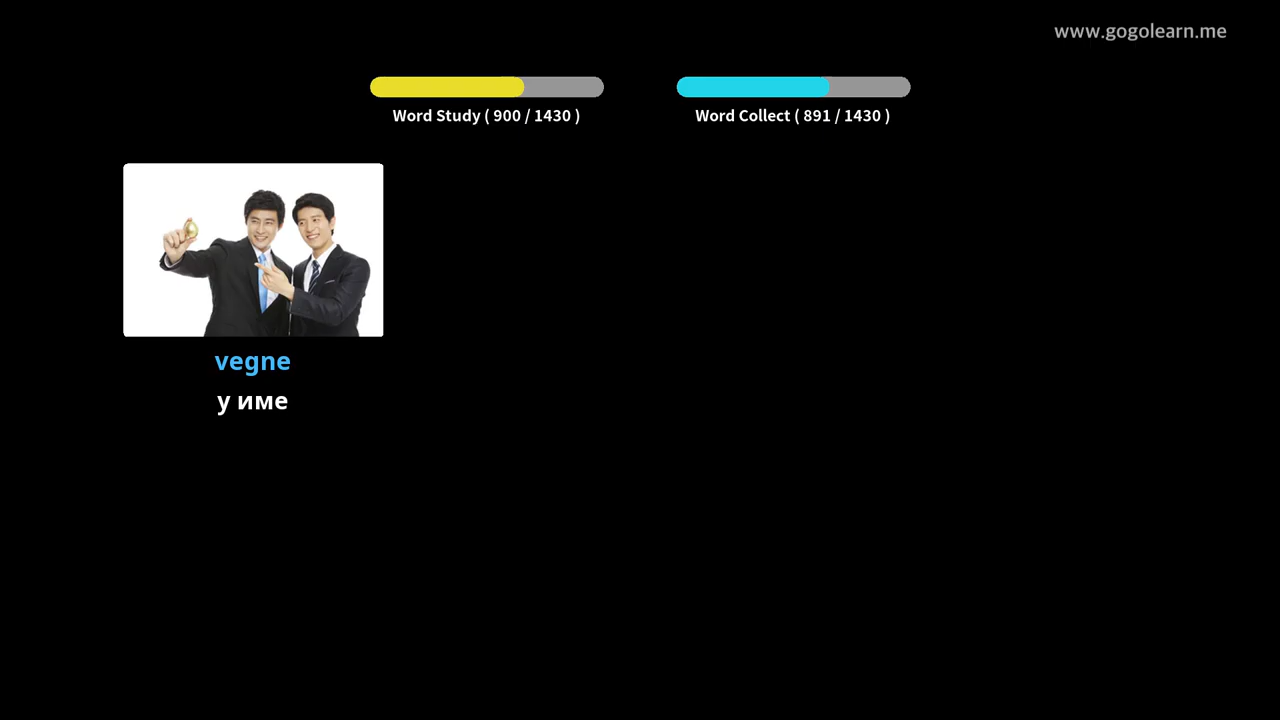 www.gogolearn.me
Word Study ( 900 / 1430 )
Word Collect ( 891 / 1430 )
vegne
у име